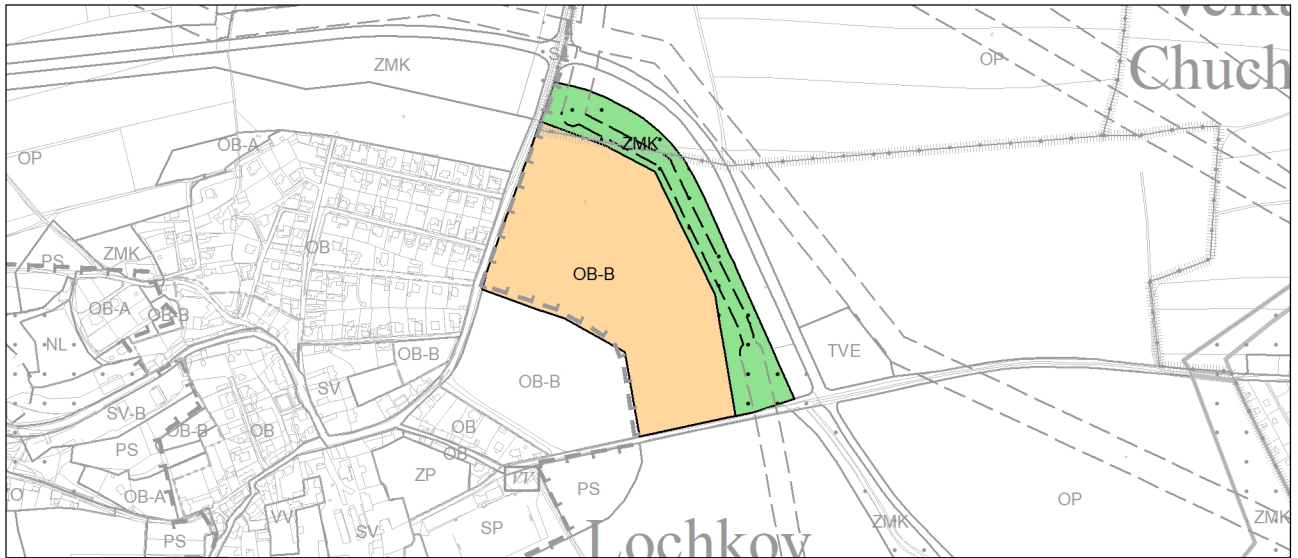 ZMK
OP
Chuch
OB-A
OP
ZMK
OB
ZMK
PS
OB-B
OB-A
OB-B
NL
TVE
OB-B
OB-B
SV
SV-B
OB-B
OB
OB
PS
OB
ZP
OB-A
PS
OP
VV
SV
SP
ZMK
ZMK
PS
Lochkov